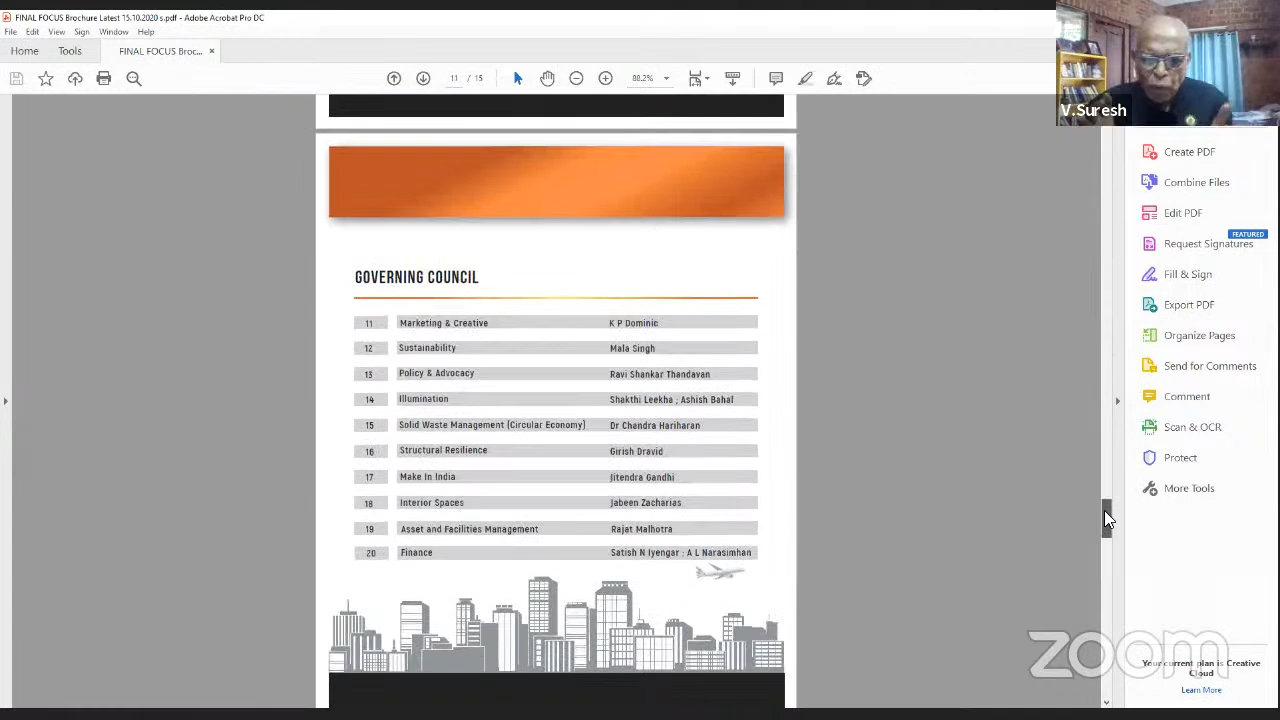 FINAL FOCUS Brochure Latest 15.10.2020 s.pdf - Adobe Acrobat Pro DC
File Edit View Sign Window Help
Home Tools FINAL FOCUS Broc... ×
11 / 15 88.2%
V.Suresh
GOVERNING COUNCIL
11 Marketing & Creative K P Dominic
12 Sustainability Mala Singh
13 Policy & Advocacy Ravi Shankar Thandavan
14 Illumination Shakthi Leekha ; Ashish Bahal
15 Solid Waste Management (Circular Economy) Dr Chandra Hariharan
16 Structural Resilience Girish Dravid
17 Make In India Jitendra Gandhi
18 Interior Spaces Jabeen Zacharias
19 Asset and Facilities Management Rajat Malhotra
20 Finance Satish N Iyengar ; A L Narasimhan
Create PDF
Combine Files
Edit PDF
FEATURED
Request Signatures
Fill & Sign
Export PDF
Organize Pages
Send for Comments
Comment
Scan & OCR
Protect
More Tools
zoom
Your current plan is Creative
Cloud
Learn More